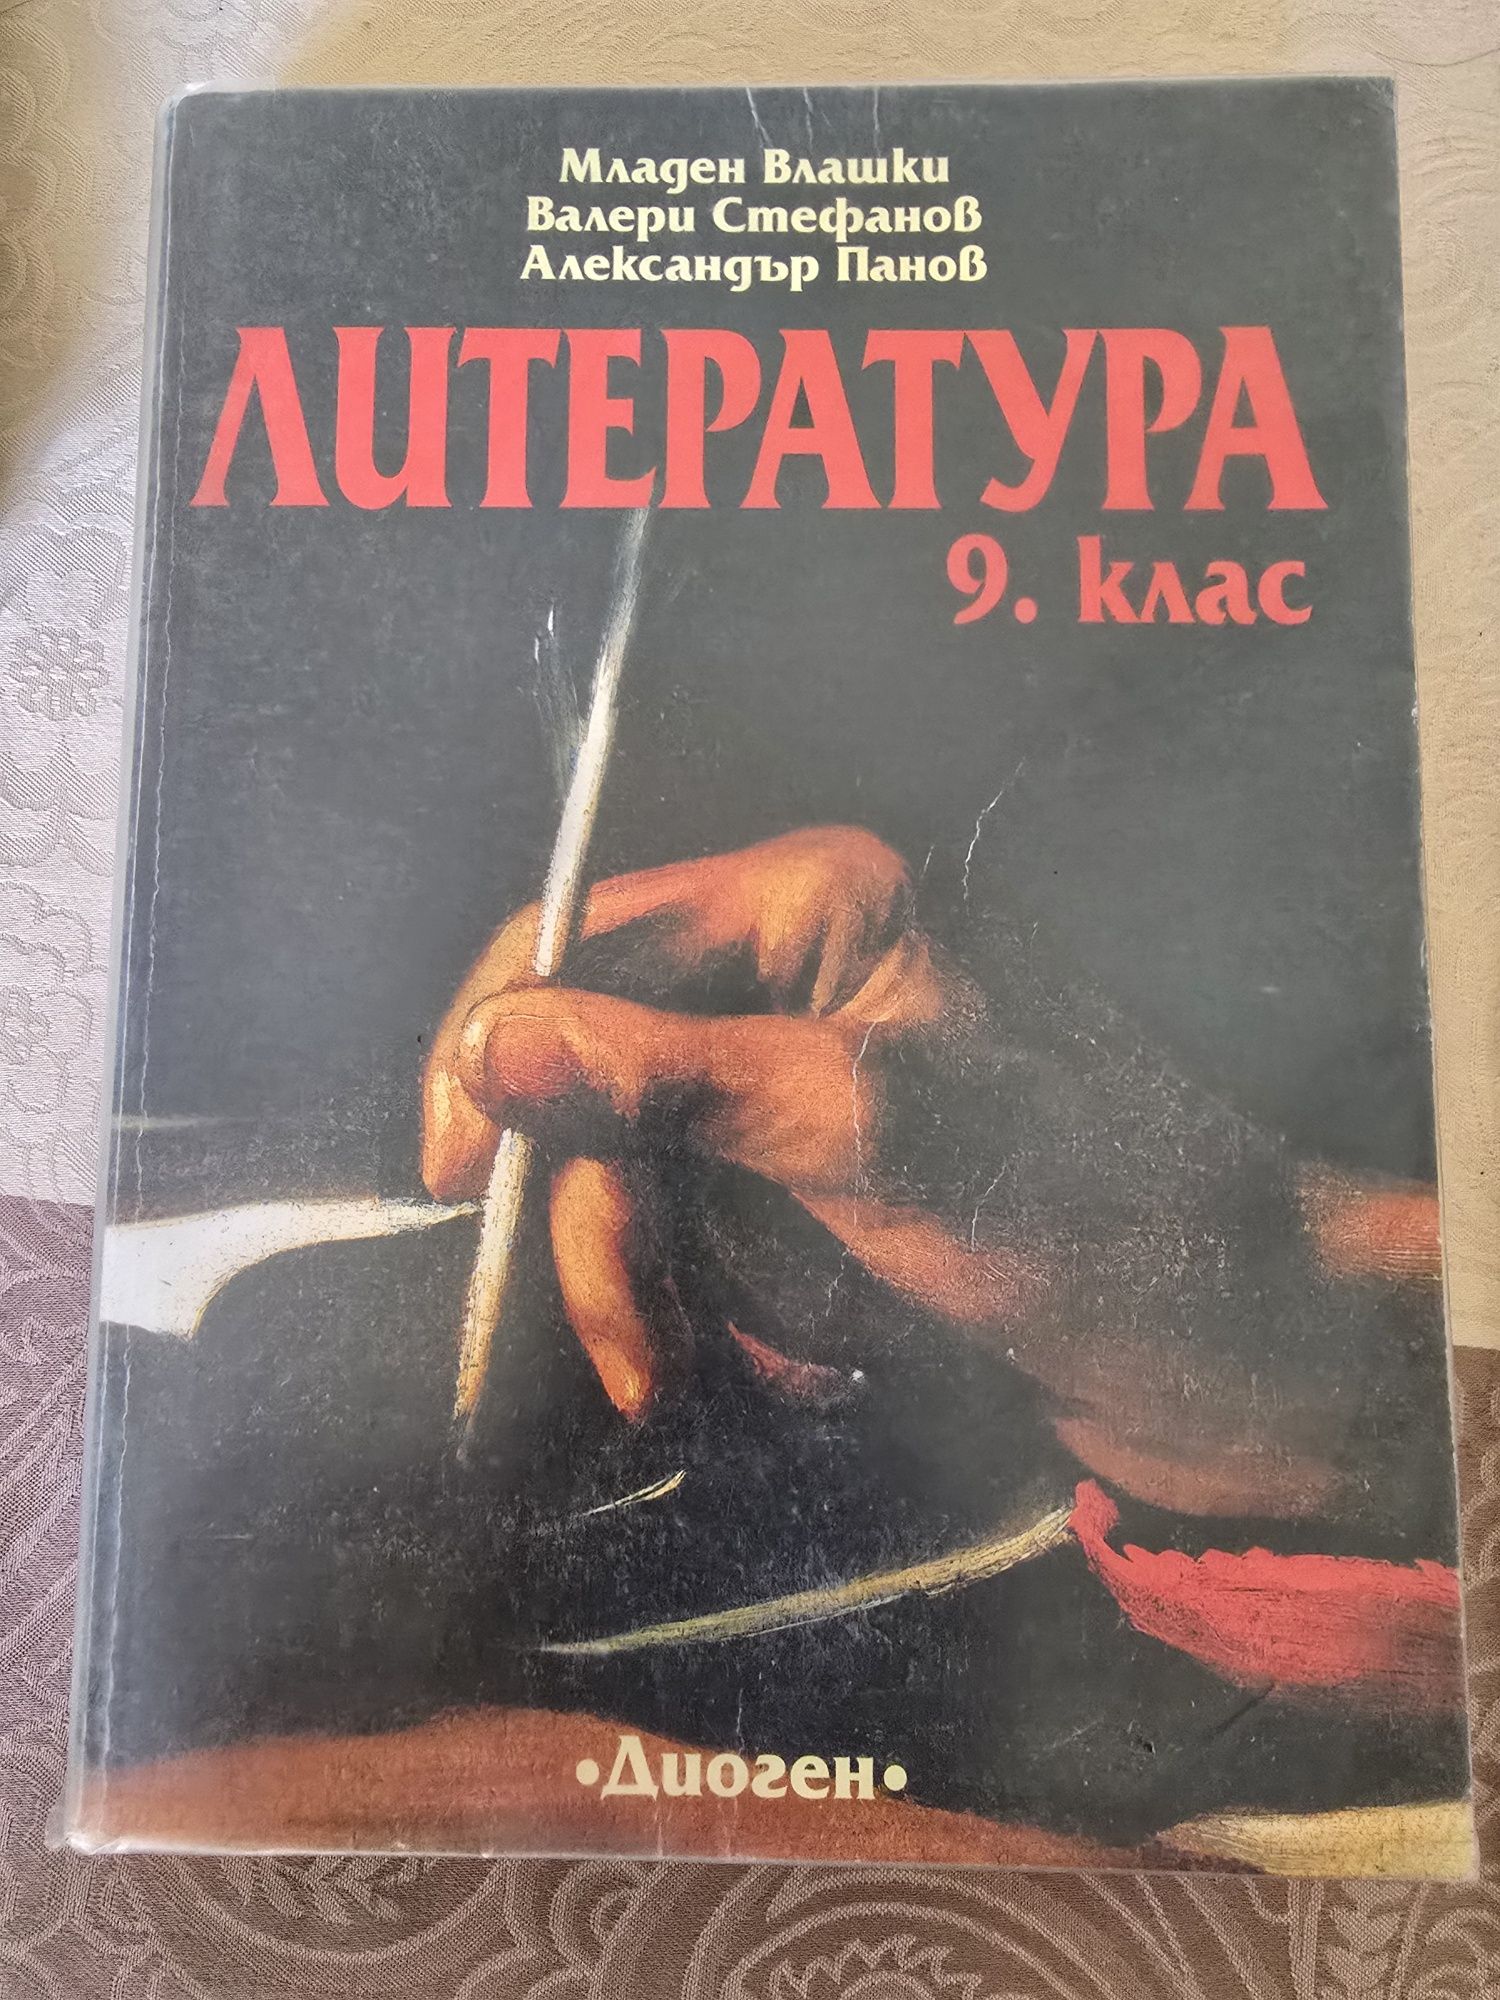 Младен Влашки
Валери Стефанов
Александър Панов
ЛИТЕРАТУРА
9. клас
•Диоген•